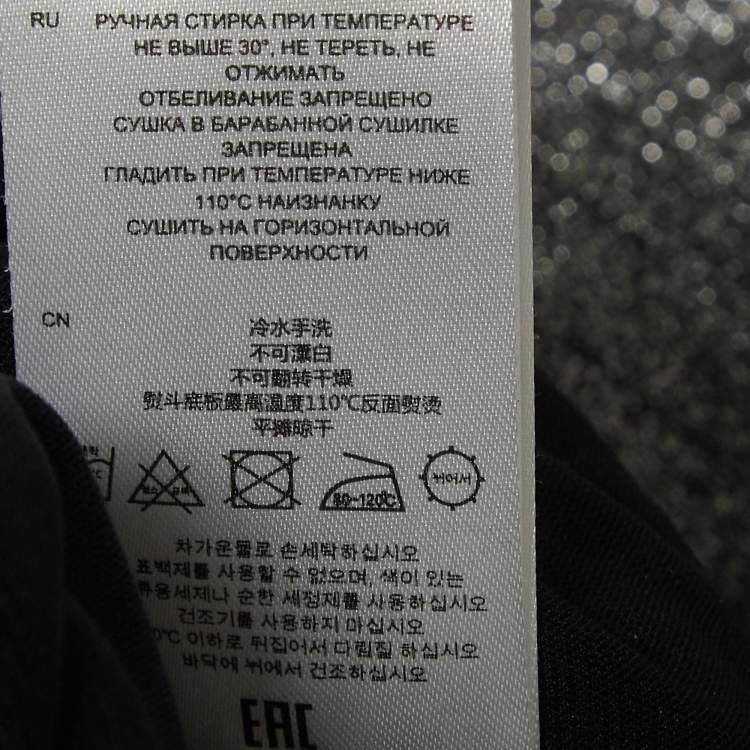 RU РУЧНАЯ СТИРКА ПРИ ТЕМПЕРАТУРЕ
НЕ ВЫШЕ 30°, НЕ ТЕРЕТЬ, НЕ
ОТЖИМАТЬ
ОТБЕЛИВАНИЕ ЗАПРЕЩЕНО
СУШКА В БАРАБАННОЙ СУШИЛКЕ
ЗАПРЕЩЕНА
ГЛАДИТЬ ПРИ ТЕМПЕРАТУРЕ НИЖЕ
110°С НАИЗНАНКУ
СУШИТЬ НА ГОРИЗОНТАЛЬНОЙ
ПОВЕРХНОСТИ
CN 冷水手洗
不可漂白
不可翻转干燥
熨斗底板最高温度110℃反面熨烫
平摊晾干
80~120℃ 뉘어서
차가운물로 손세탁하십시오
표백제를 사용할 수 없으며, 색이 있는
류용세제나 순한 세정제를 사용하십시오
건조기를 사용하지 마십시오
℃ 이하로 뒤집어서 다림질 하십시오
바닥에 뉘어서 건조하십시오
EAC